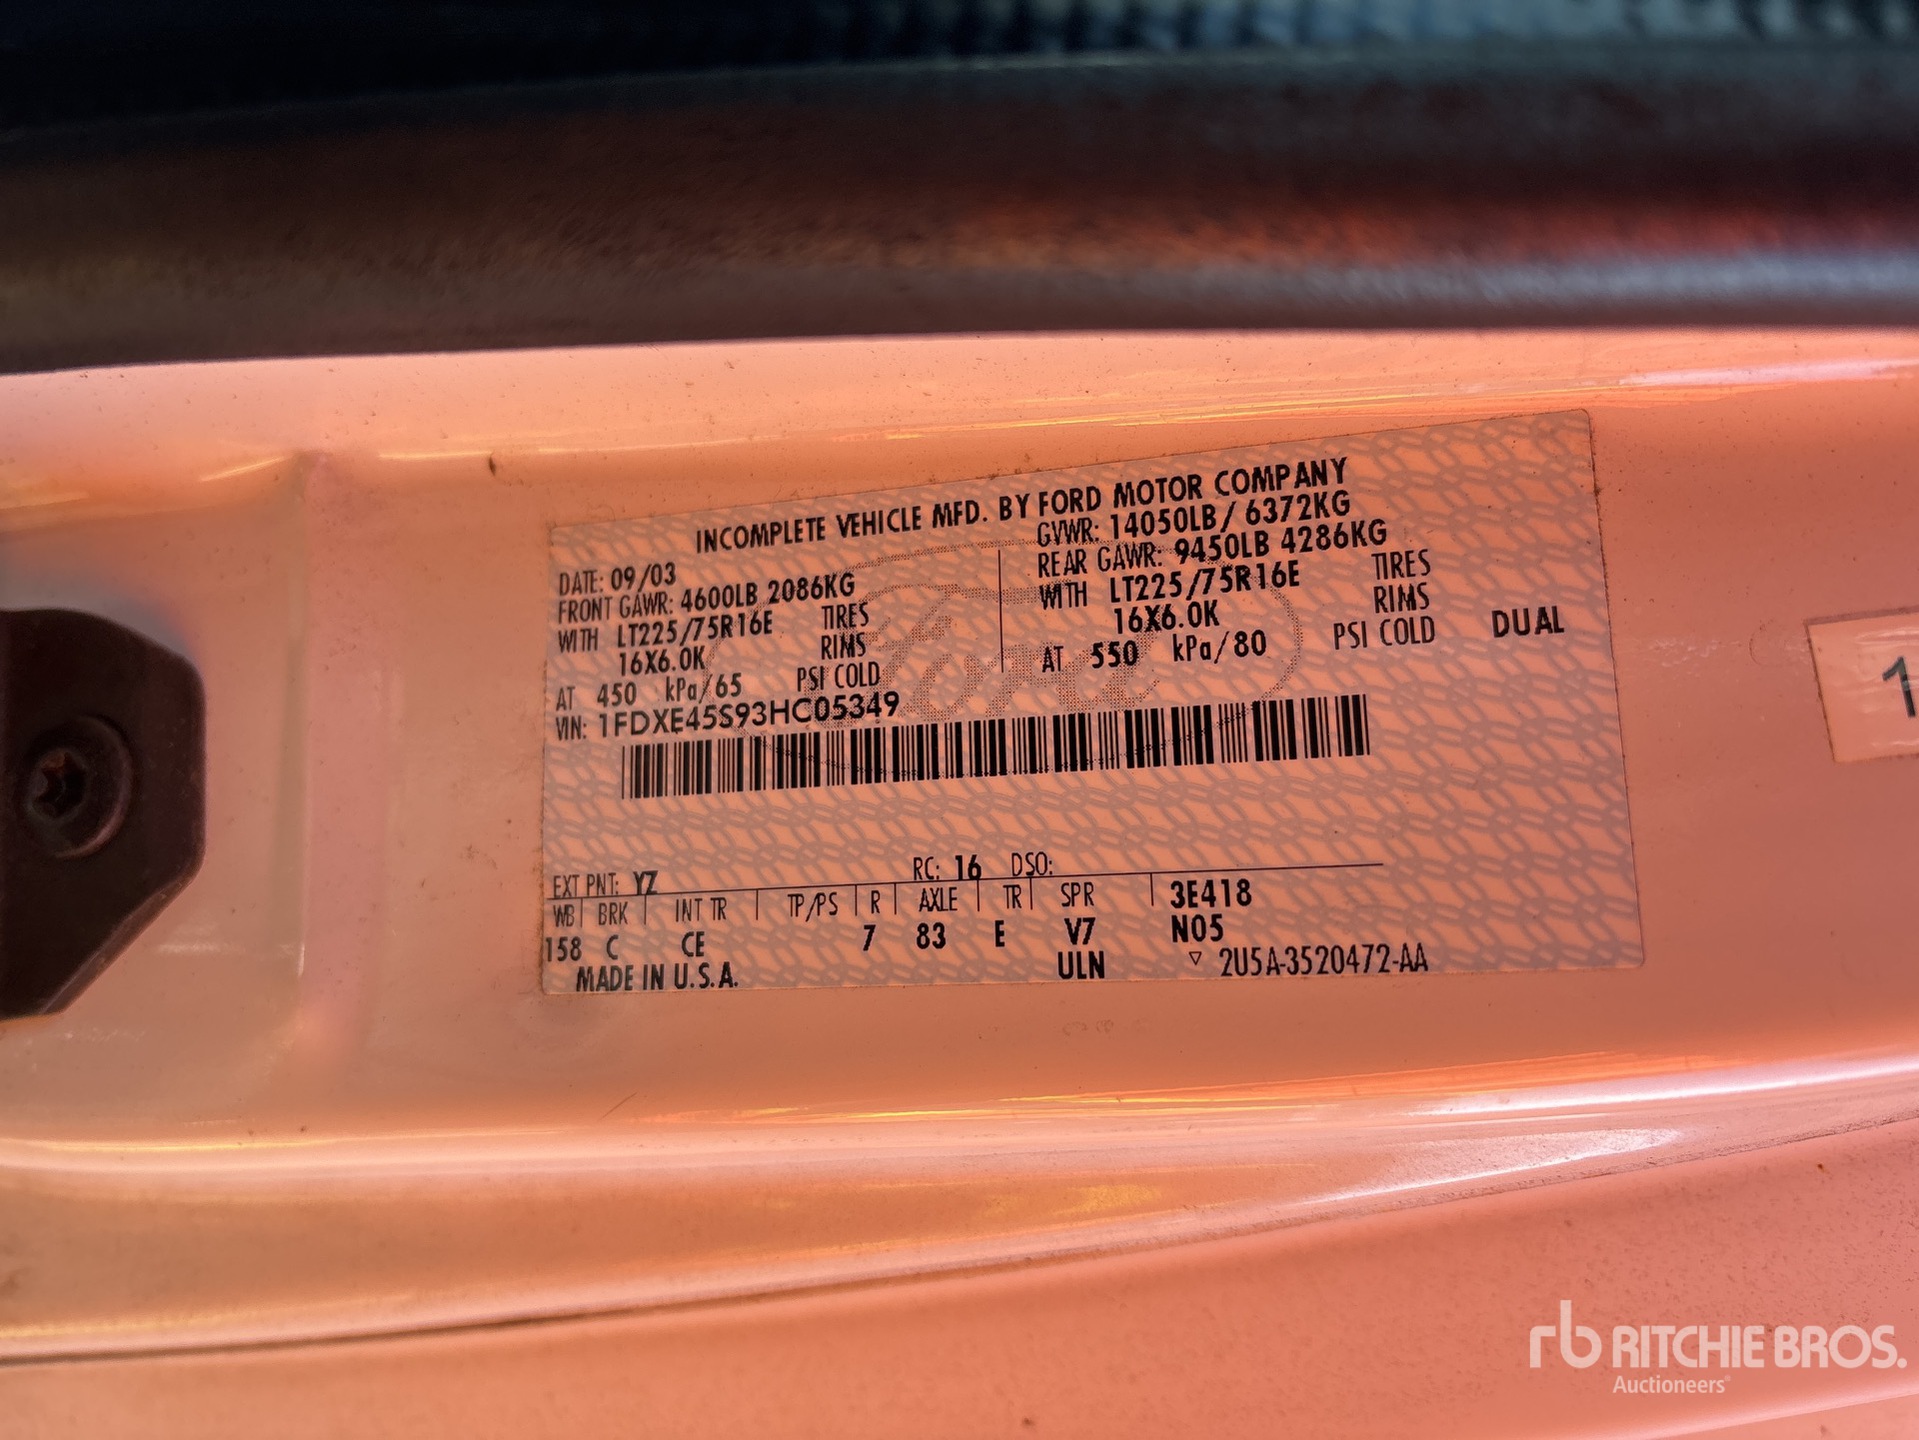 INCOMPLETE VEHICLE MFD. BY FORD MOTOR COMPANY
DATE: 09/03
GVWR: 14050LB/ 6372KG
FRONT GAWR: 4600LB 2086KG
REAR GAWR: 9450LB 4286KG
WITH LT225/75R16E TIRES
WITH LT225/75R16E TIRES
16X6.0K RIMS
16X6.0K RIMS
AT 450 kPa/65 PSI COLD
AT 550 kPa/80 PSI COLD DUAL
VIN: 1FDXE45S93HC05349
EXT PNT: YZ RC: 16 DSO:
WB BRK INT TR TP/PS R AXLE TR SPR 3E418
158 C CE 7 83 E V7 N05
MADE IN U.S.A. ULN ▽ 2U5A-3520472-AA
Ford
1
rb RITCHIE BROS.
Auctioneers